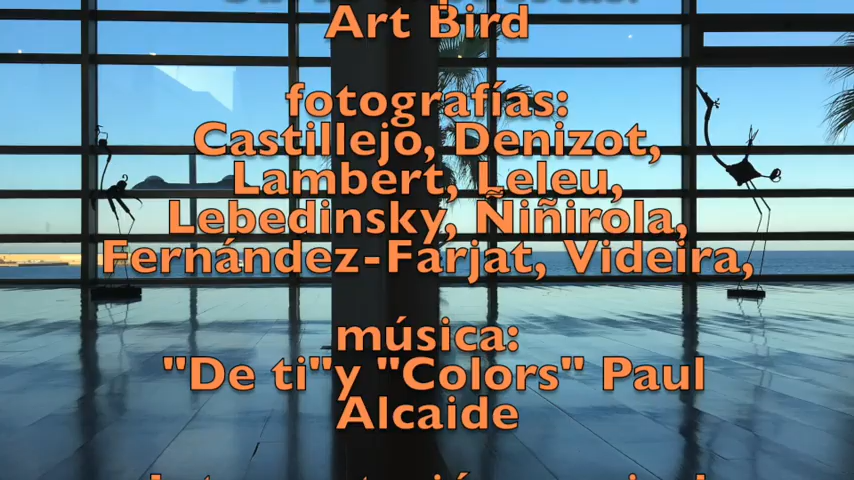 Art Bird
fotografías:
Castillejo, Denizot,
Lambert, Leleu,
Lebedinsky, Ñiñirola,
Fernández-Farjat, Videira,
música:
"De ti"y "Colors" Paul
Alcaide